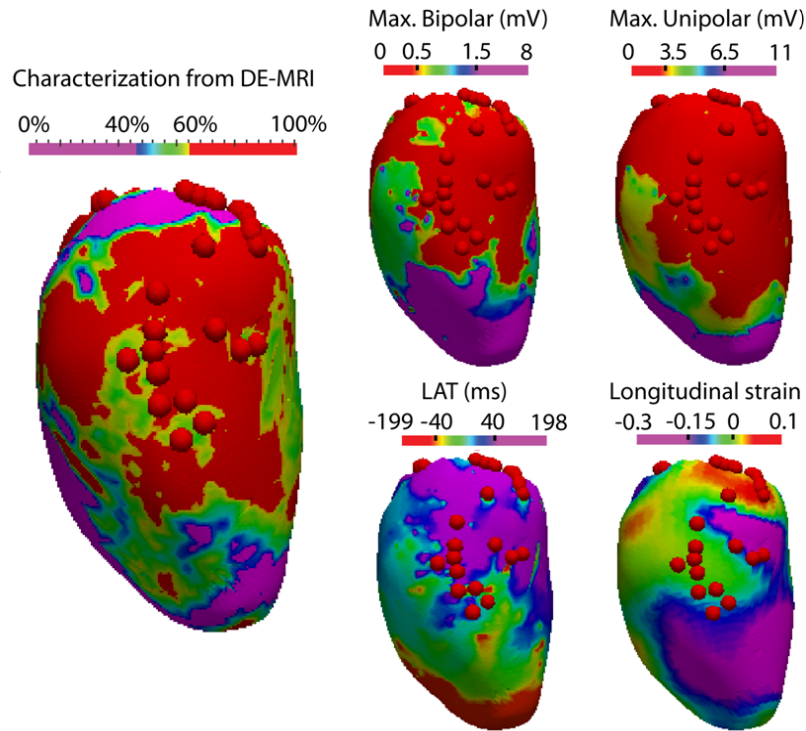 Max. Bipolar (mV)
0 0.5 1.5 8
Max. Unipolar (mV)
0 3.5 6.5 11
Characterization from DE-MRI
0% 40% 60% 100%
LAT (ms)
-199 -40 40 198
Longitudinal strain
-0.3 -0.15 0 0.1